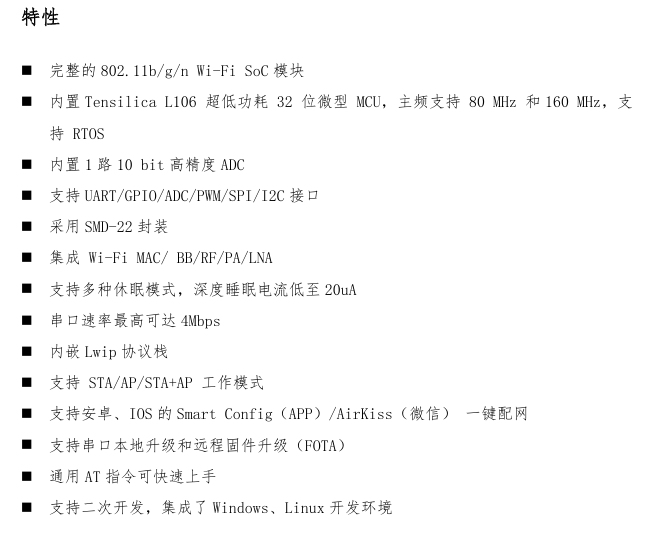 特性
■ 完整的 802.11b/g/n Wi-Fi SoC 模块
■ 内置 Tensilica L106 超低功耗 32 位微型 MCU，主频支持 80 MHz 和 160 MHz，支
持 RTOS
■ 内置 1 路 10 bit 高精度 ADC
■ 支持 UART/GPIO/ADC/PWM/SPI/I2C 接口
■ 采用 SMD-22 封装
■ 集成 Wi-Fi MAC/ BB/RF/PA/LNA
■ 支持多种休眠模式，深度睡眠电流低至 20uA
■ 串口速率最高可达 4Mbps
■ 内嵌 Lwip 协议栈
■ 支持 STA/AP/STA+AP 工作模式
■ 支持安卓、IOS 的 Smart Config（APP）/AirKiss（微信） 一键配网
■ 支持串口本地升级和远程固件升级（FOTA）
■ 通用 AT 指令可快速上手
■ 支持二次开发，集成了 Windows、Linux 开发环境